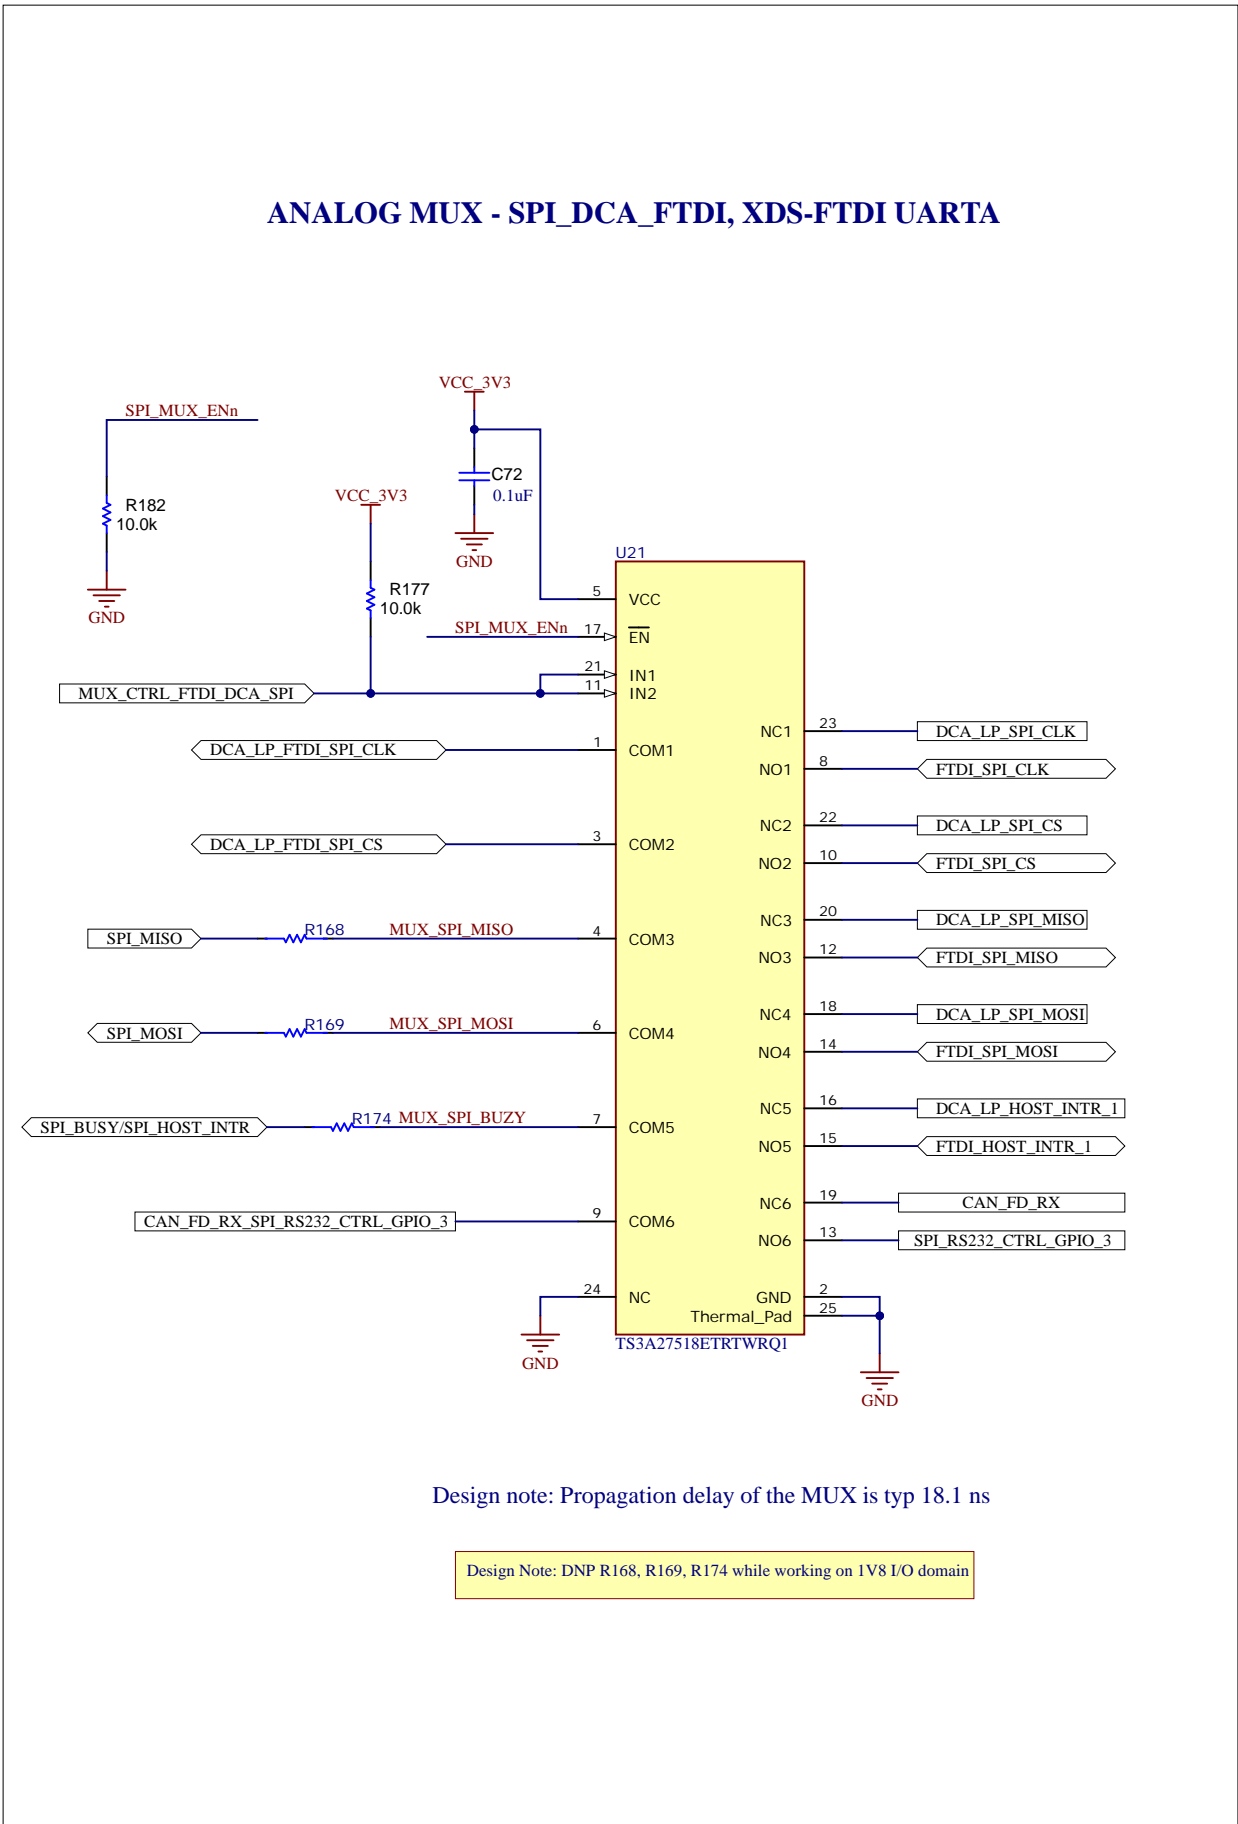 ANALOG MUX - SPI_DCA_FTDI, XDS-FTDI UARTA
VCC_3V3
SPI_MUX_ENn
C72
0.1uF
VCC_3V3
R182
10.0k
GND
U21
R177
10.0k
5
VCC
GND
SPI_MUX_ENn
17
EN
21
IN1
MUX_CTRL_FTDI_DCA_SPI
11
IN2
NC1
23
DCA_LP_SPI_CLK
DCA_LP_FTDI_SPI_CLK
1
COM1
NO1
8
FTDI_SPI_CLK
NC2
22
DCA_LP_SPI_CS
DCA_LP_FTDI_SPI_CS
3
COM2
NO2
10
FTDI_SPI_CS
NC3
20
DCA_LP_SPI_MISO
SPI_MISO
R168
MUX_SPI_MISO
4
COM3
NO3
12
FTDI_SPI_MISO
NC4
18
DCA_LP_SPI_MOSI
SPI_MOSI
R169
MUX_SPI_MOSI
6
COM4
NO4
14
FTDI_SPI_MOSI
NC5
16
DCA_LP_HOST_INTR_1
SPI_BUSY/SPI_HOST_INTR
R174
MUX_SPI_BUZY
7
COM5
NO5
15
FTDI_HOST_INTR_1
NC6
19
CAN_FD_RX
CAN_FD_RX_SPI_RS232_CTRL_GPIO_3
9
COM6
NO6
13
SPI_RS232_CTRL_GPIO_3
24
NC
GND
2
Thermal_Pad
25
TS3A27518ETRTWRQ1
GND
GND
Design note: Propagation delay of the MUX is typ 18.1 ns
Design Note: DNP R168, R169, R174 while working on 1V8 I/O domain